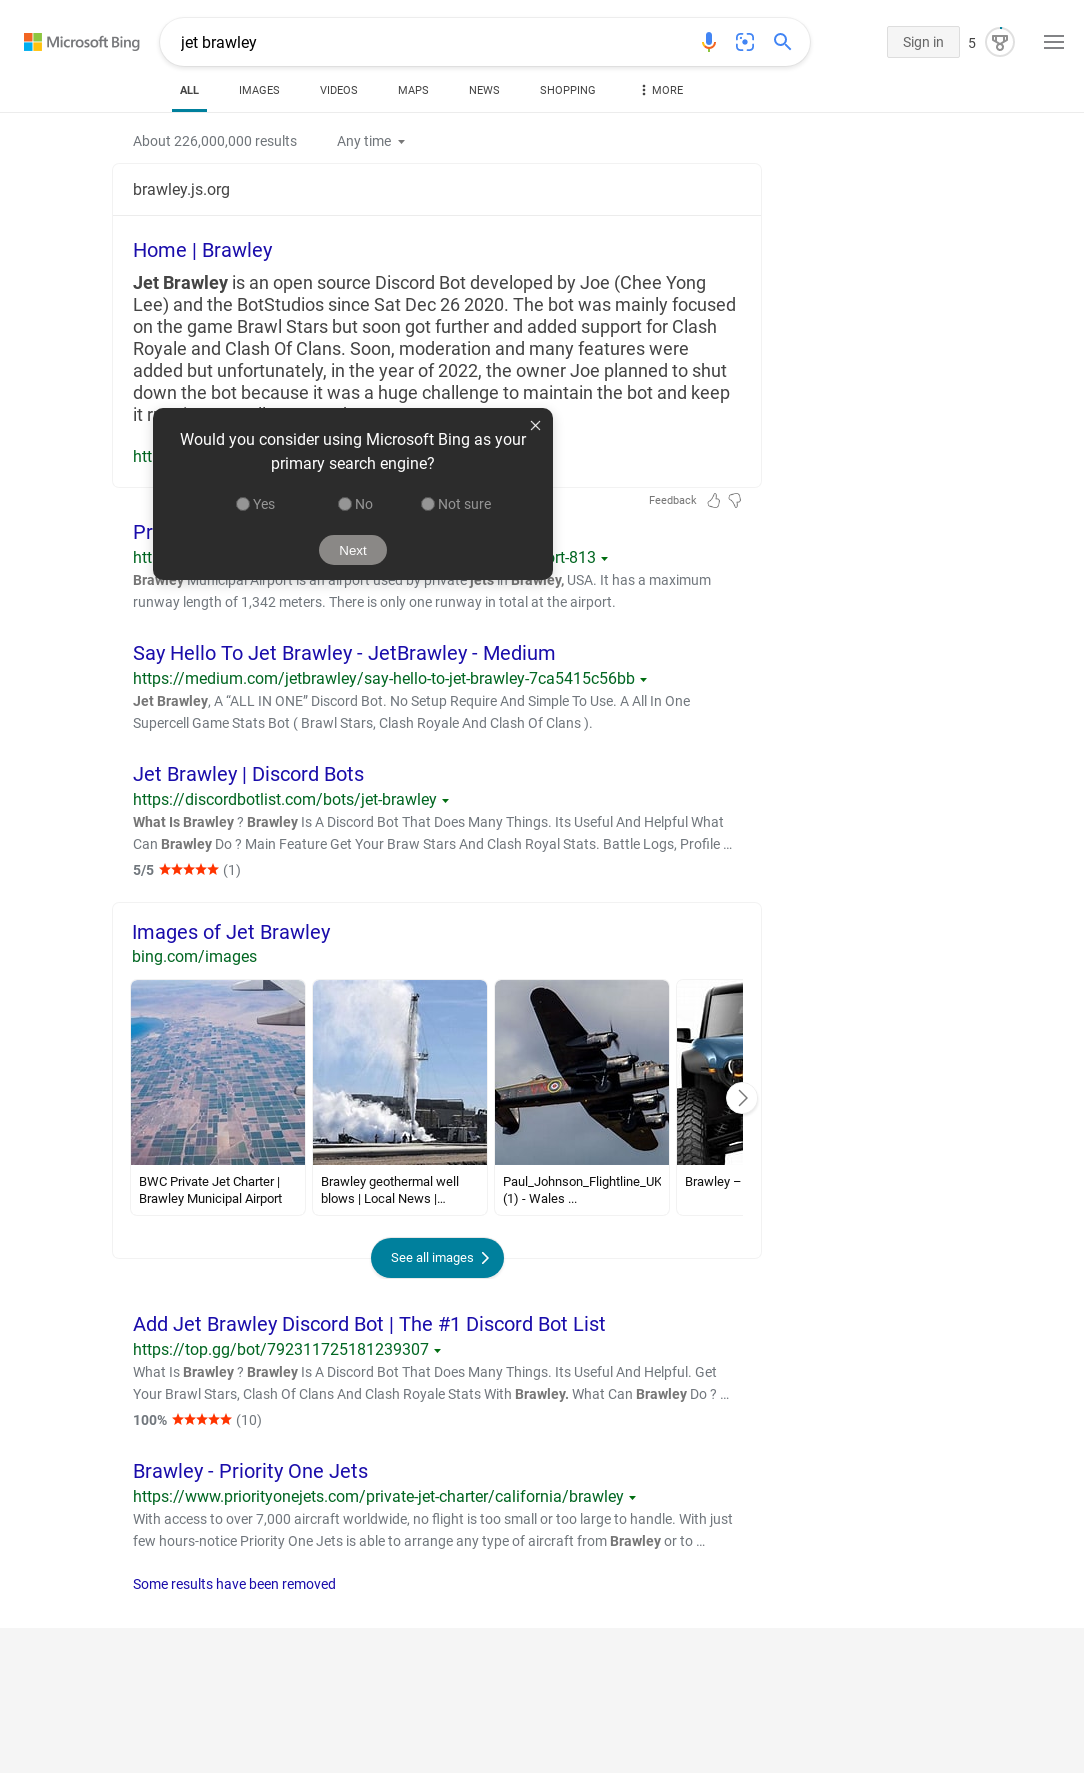 Microsoft Bing
jet brawley
Sign in
5
ALL
IMAGES
VIDEOS
MAPS
NEWS
SHOPPING
MORE
About 226,000,000 results
Any time
brawley.js.org
Home | Brawley
Jet Brawley is an open source Discord Bot developed by Joe (Chee Yong
Lee) and the BotStudios since Sat Dec 26 2020. The bot was mainly focused
on the game Brawl Stars but soon got further and added support for Clash
Royale and Clash Of Clans. Soon, moderation and many features were
added but unfortunately, in the year of 2022, the owner Joe planned to shut
down the bot because it was a huge challenge to maintain the bot and keep
it
htt
Would you consider using Microsoft Bing as your
primary search engine?
Yes
No
Not sure
Next
Feedback
Pr
htt
ort-813
Brawley Municipal Airport is an airport used by private jets in Brawley, USA. It has a maximum
runway length of 1,342 meters. There is only one runway in total at the airport.
Say Hello To Jet Brawley - JetBrawley - Medium
https://medium.com/jetbrawley/say-hello-to-jet-brawley-7ca5415c56bb
Jet Brawley, A “ALL IN ONE” Discord Bot. No Setup Require And Simple To Use. A All In One
Supercell Game Stats Bot ( Brawl Stars, Clash Royale And Clash Of Clans ).
Jet Brawley | Discord Bots
https://discordbotlist.com/bots/jet-brawley
What Is Brawley ? Brawley Is A Discord Bot That Does Many Things. Its Useful And Helpful What
Can Brawley Do ? Main Feature Get Your Braw Stars And Clash Royal Stats. Battle Logs, Profile …
5/5 ★★★★★ (1)
Images of Jet Brawley
bing.com/images
BWC Private Jet Charter |
Brawley Municipal Airport
Brawley geothermal well
blows | Local News |…
Paul_Johnson_Flightline_UK
(1) - Wales ...
Brawley –
See all images
Add Jet Brawley Discord Bot | The #1 Discord Bot List
https://top.gg/bot/792311725181239307
What Is Brawley ? Brawley Is A Discord Bot That Does Many Things. Its Useful And Helpful. Get
Your Brawl Stars, Clash Of Clans And Clash Royale Stats With Brawley. What Can Brawley Do ? …
100% ★★★★★ (10)
Brawley - Priority One Jets
https://www.priorityonejets.com/private-jet-charter/california/brawley
With access to over 7,000 aircraft worldwide, no flight is too small or too large to handle. With just
few hours-notice Priority One Jets is able to arrange any type of aircraft from Brawley or to …
Some results have been removed